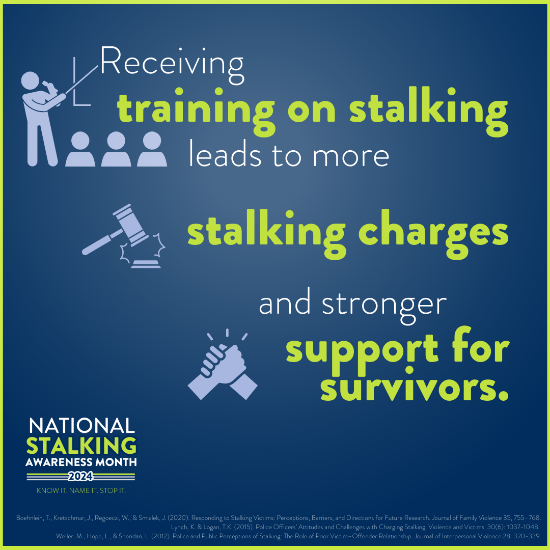 Receiving
training on stalking
leads to more
stalking charges
and stronger
support for
survivors.
NATIONAL
STALKING
AWARENESS MONTH
2024
KNOW IT. NAME IT. STOP IT.
Boehnlein, T., Kretschmar, J., Regoeczi, W., & Smialek, J. (2020). Responding to Stalking Victims: Perceptions, Barriers, and Directions for Future Research. Journal of Family Violence 35, 755-768.
Lynch, K. & Logan, T.K. (2015). Police Officers' Attitudes and Challenges with Charging Stalking. Violence and Victims 30(6): 1037-1048.
Weller, M., Hope, L., & Sheridan, L. (2012). Police and Public Perceptions of Stalking: The Role of Prior Victim-Offender Relationship. Journal of Interpersonal Violence 28: 320-339.